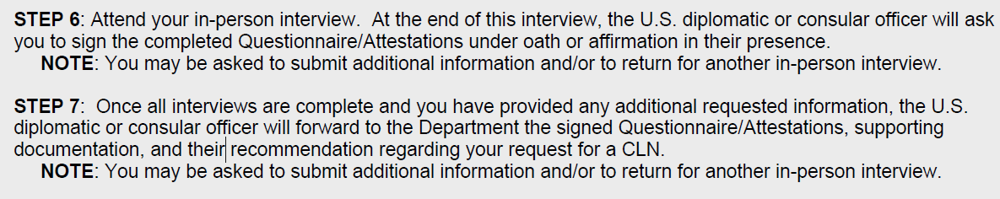 STEP 6: Attend your in-person interview.  At the end of this interview, the U.S. diplomatic or consular officer will ask
you to sign the completed Questionnaire/Attestations under oath or affirmation in their presence.
NOTE: You may be asked to submit additional information and/or to return for another in-person interview.
STEP 7:  Once all interviews are complete and you have provided any additional requested information, the U.S.
diplomatic or consular officer will forward to the Department the signed Questionnaire/Attestations, supporting
documentation, and their recommendation regarding your request for a CLN.
NOTE: You may be asked to submit additional information and/or to return for another in-person interview.